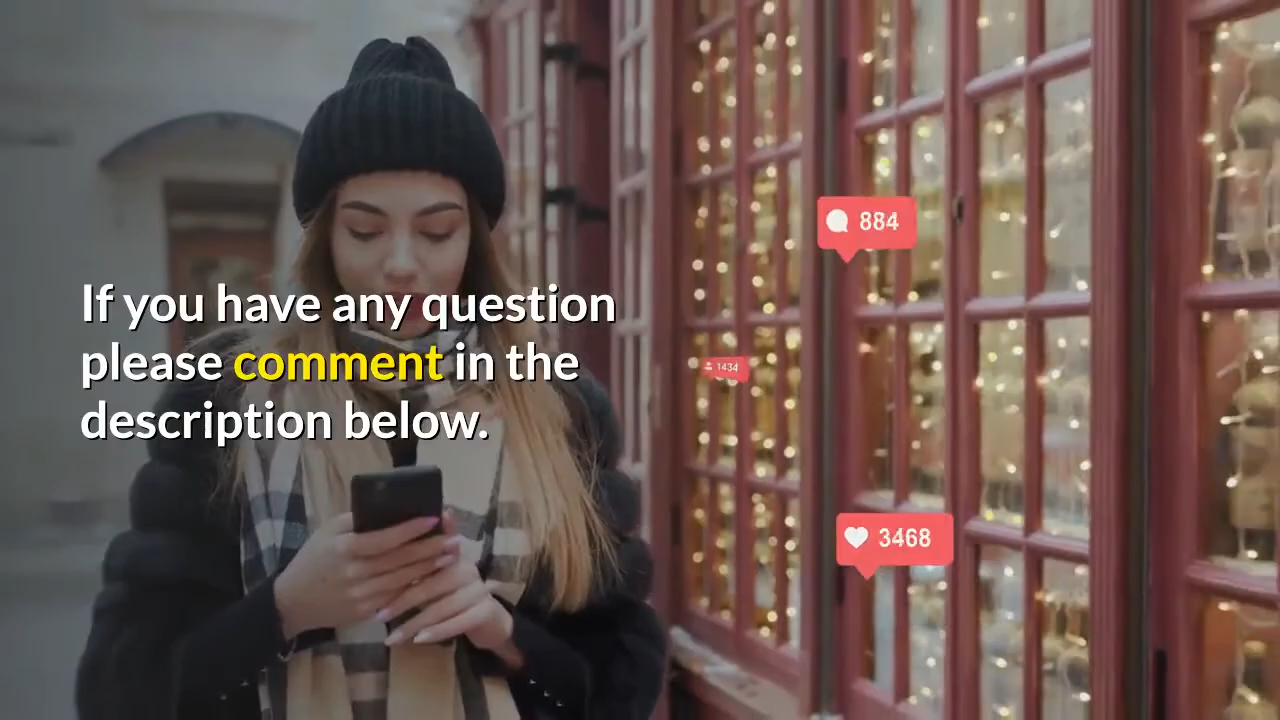 If you have any question
please comment in the
description below.
884
1434
3468